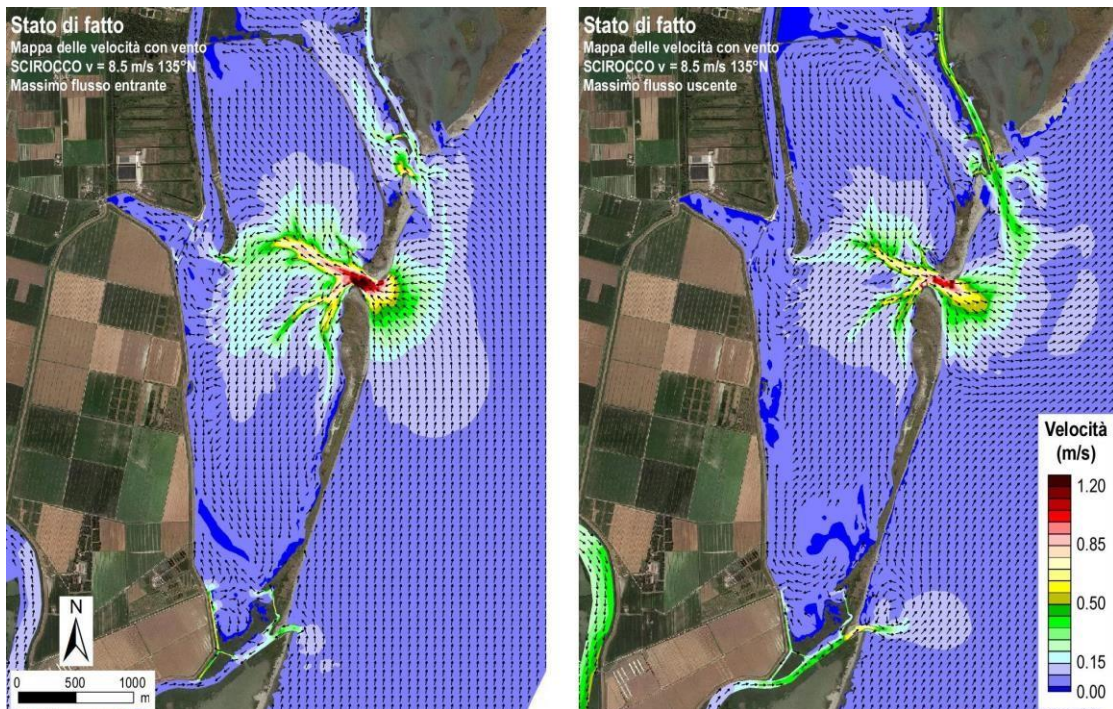 Stato di fatto
Mappa delle velocità con vento
SCIROCCO v = 8.5 m/s 135°N
Massimo flusso entrante
N
0 500 1000
m
Stato di fatto
Mappa delle velocità con vento
SCIROCCO v = 8.5 m/s 135°N
Massimo flusso uscente
Velocità
(m/s)
1.20
0.85
0.50
0.15
0.00